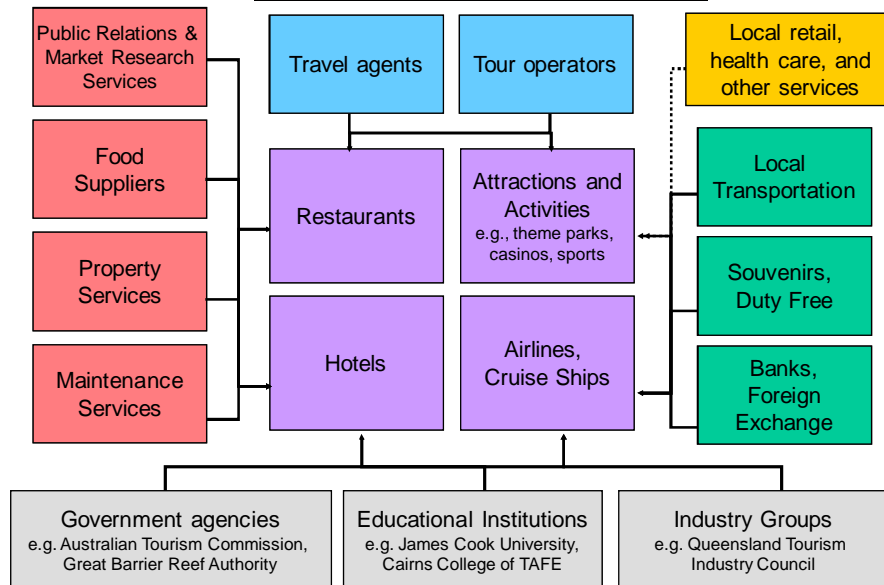 Public Relations &
Market Research
Services
Travel agents
Tour operators
Local retail,
health care, and
other services
Food
Suppliers
Restaurants
Attractions and
Activities
e.g., theme parks,
casinos, sports
Local
Transportation
Property
Services
Souvenirs,
Duty Free
Hotels
Airlines,
Cruise Ships
Maintenance
Services
Banks,
Foreign
Exchange
Government agencies
e.g. Australian Tourism Commission,
Great Barrier Reef Authority
Educational Institutions
e.g. James Cook University,
Cairns College of TAFE
Industry Groups
e.g. Queensland Tourism
Industry Council